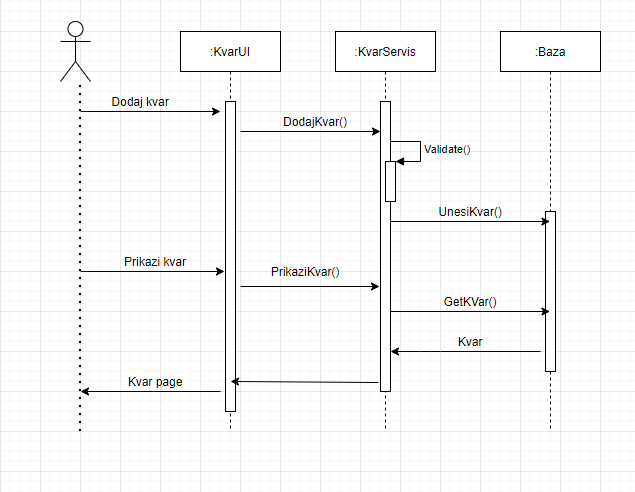 :KvarUI
:KvarServis
:Baza
Dodaj kvar
DodajKvar()
Validate()
UnesiKvar()
Prikazi kvar
PrikaziKvar()
GetKVar()
Kvar
Kvar page